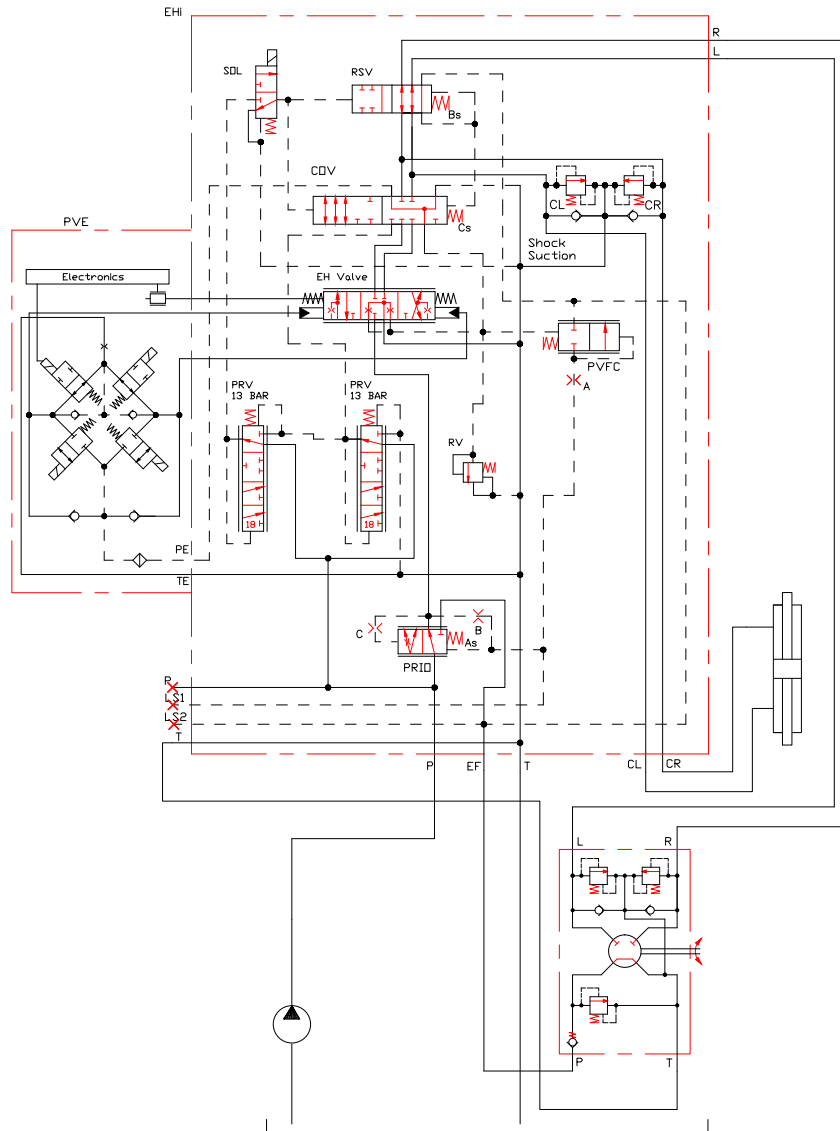 EHi
R
L
SOL
RSV
Bs
COV
CL
CR
Cs
PVE
Shock
Suction
Electronics
EH Valve
PVFC
A
PRV
13 BAR
PRV
13 BAR
RV
18
18
PE
TE
C
B
As
PRIO
P
LS1
LS2
T
P
EF
T
CL
CR
L
R
P
T